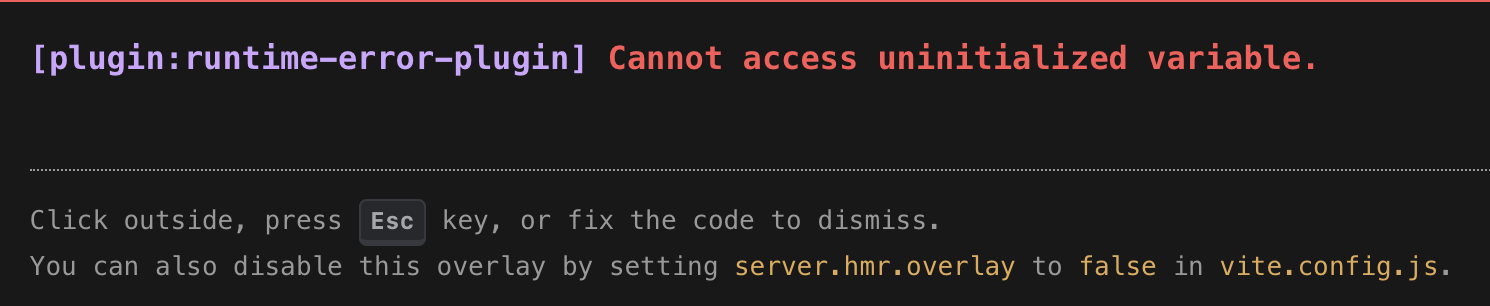 [plugin:runtime-error-plugin] Cannot access uninitialized variable.
Click outside, press Esc key, or fix the code to dismiss.
You can also disable this overlay by setting server.hmr.overlay to false in vite.config.js.